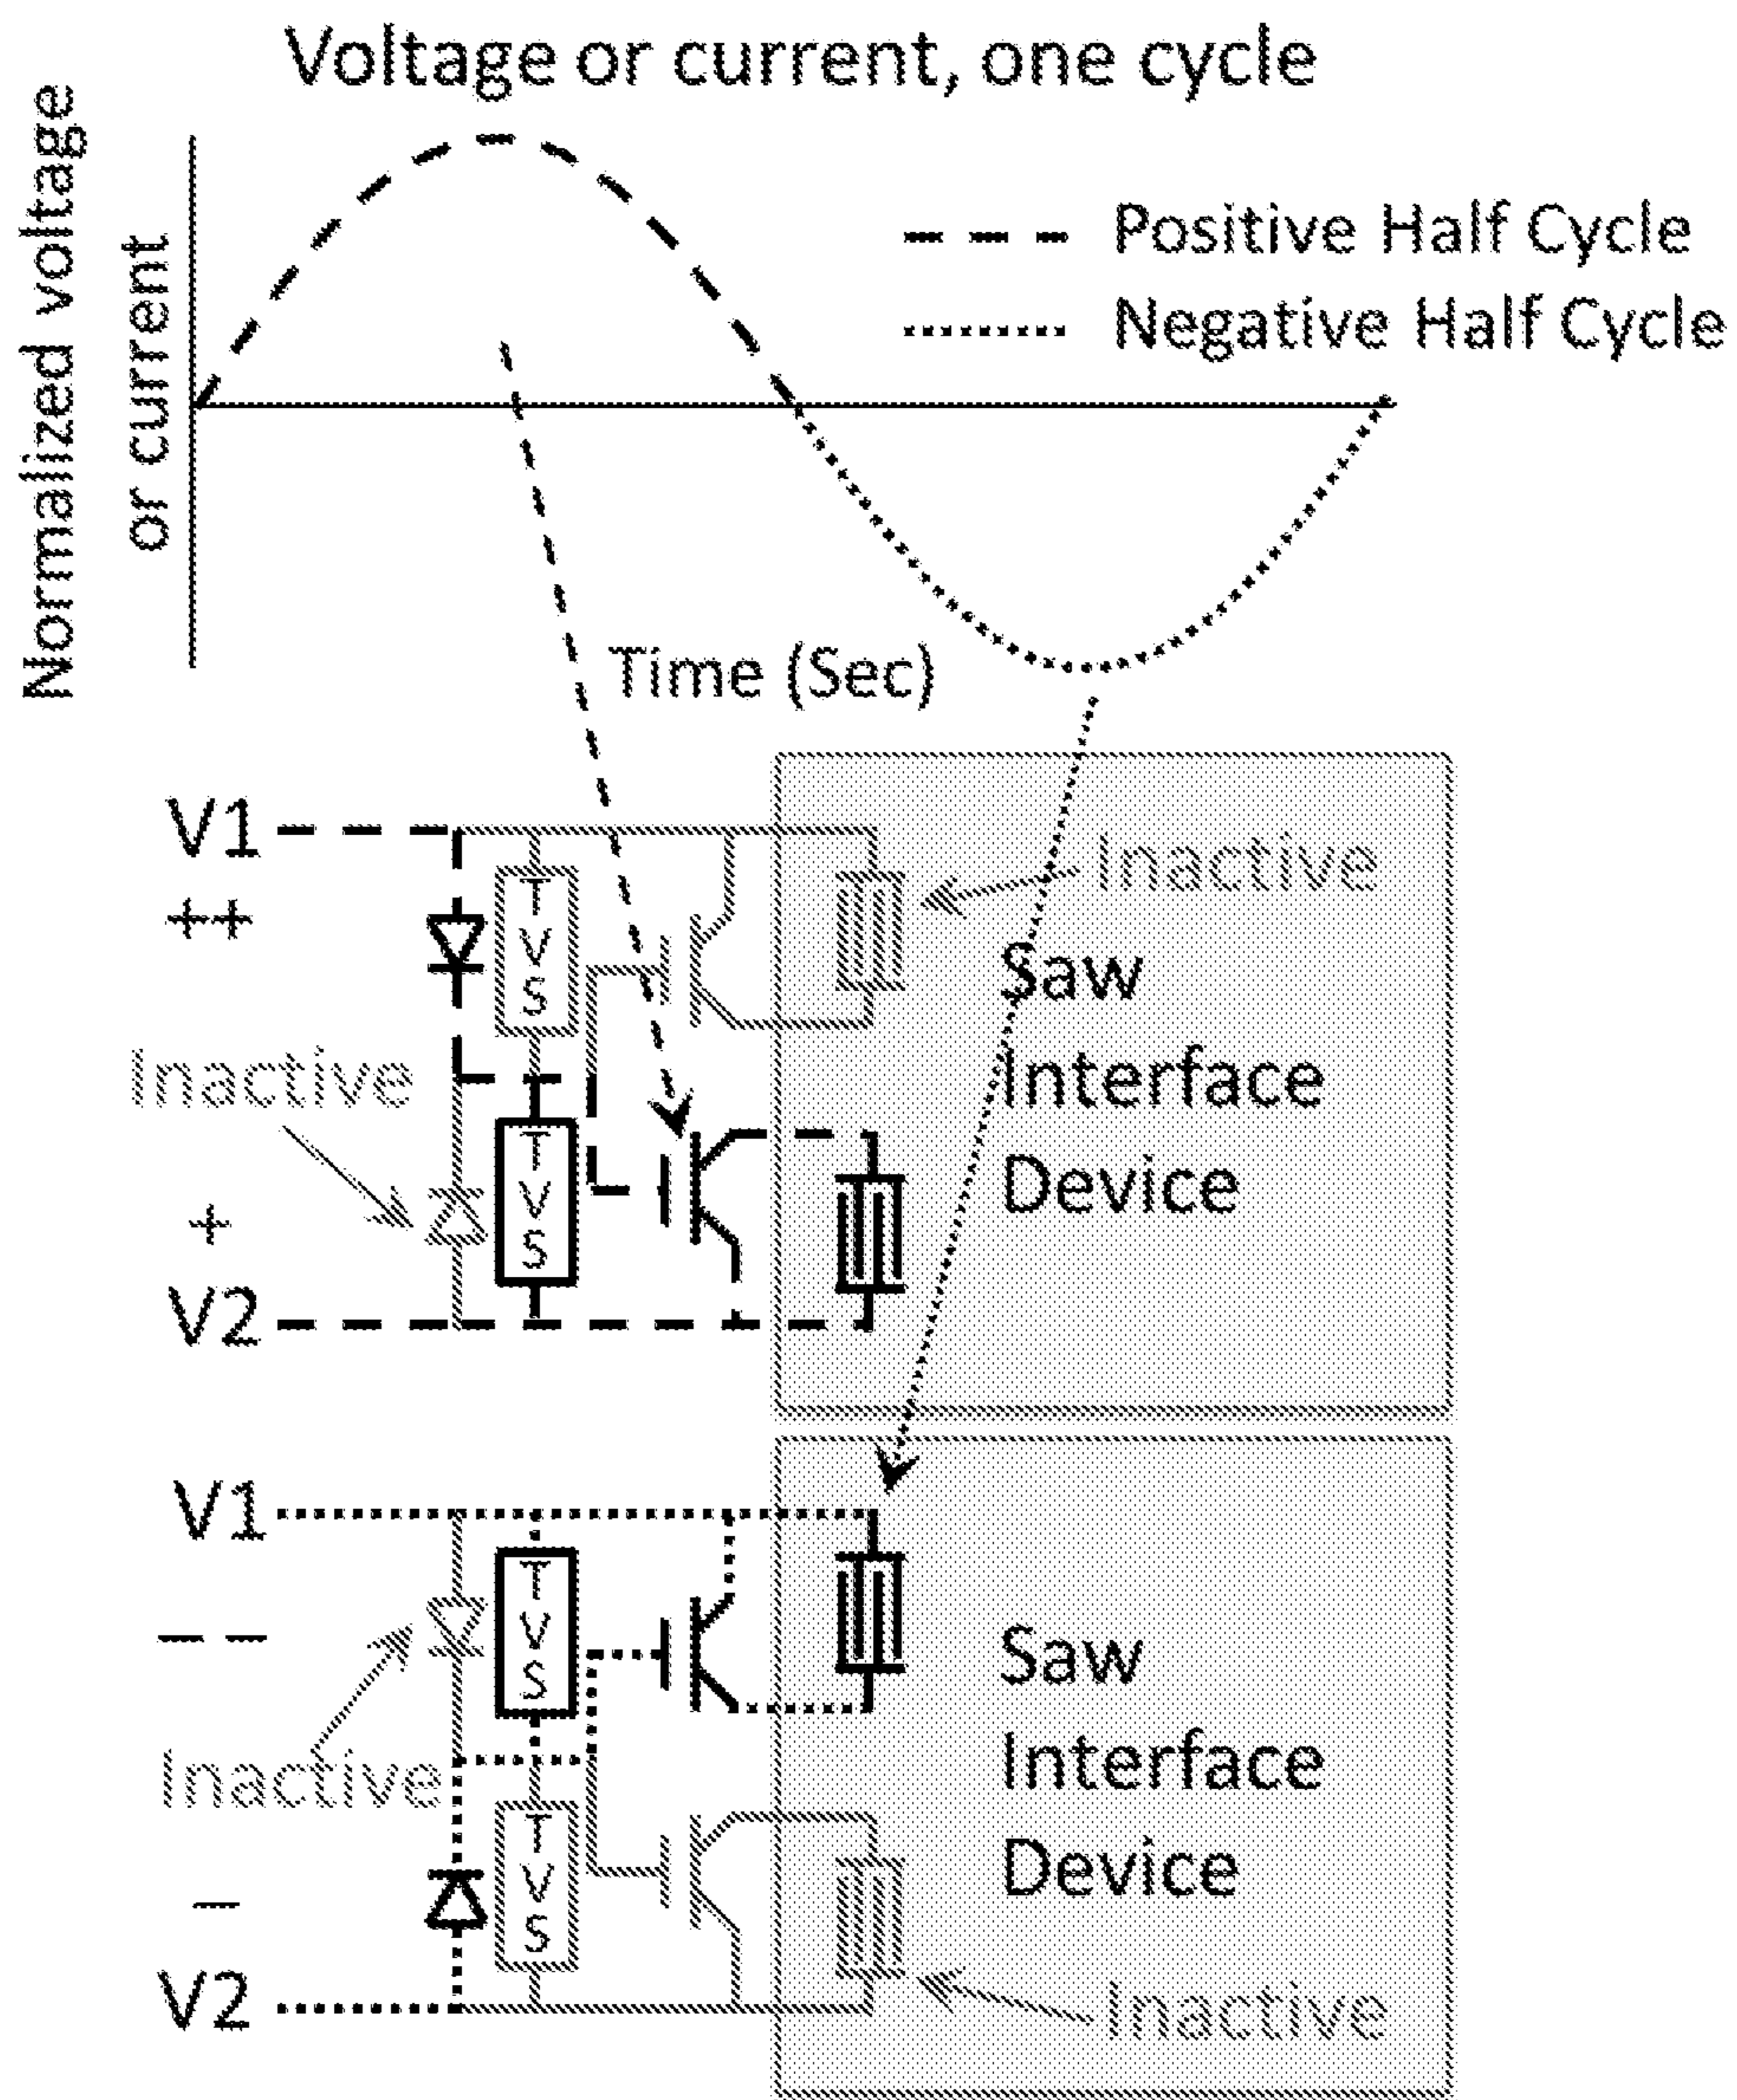 Voltage or current, one cycle
Normalized voltage
or current
Positive Half Cycle
Negative Half Cycle
Time (Sec)
V1
++
TVS
Inactive
Saw
Interface
Device
Inactive
TVS
+
V2
V1
TVS
– –
Saw
Interface
Device
Inactive
TVS
–
V2
Inactive